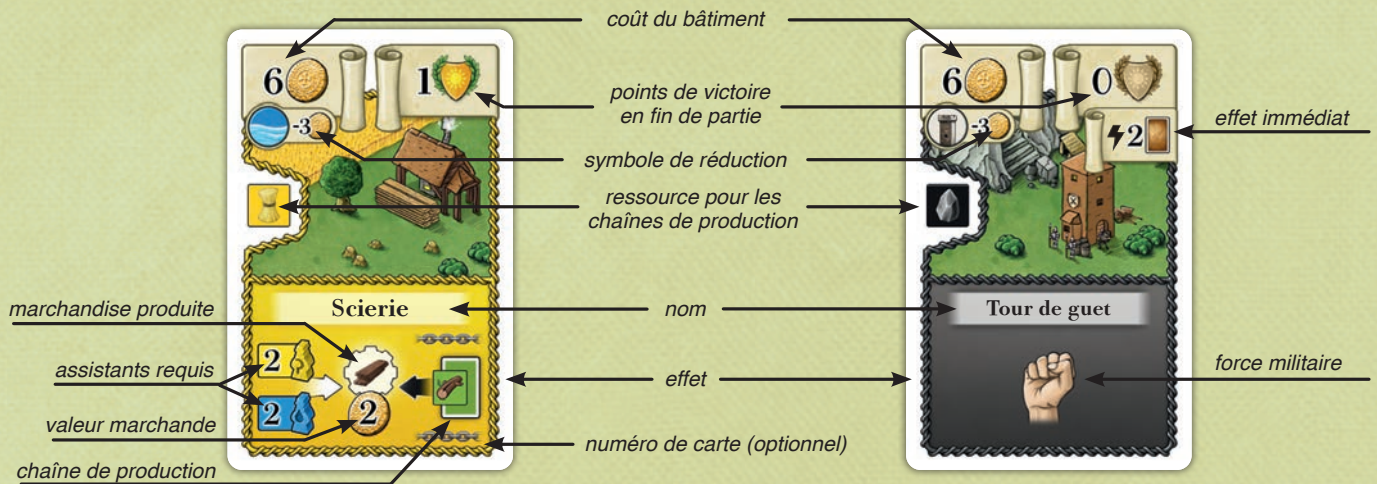 coût du bâtiment
6
1
6
0
points de victoire
en fin de partie
effet immédiat
-3
-3
2
symbole de réduction
ressource pour les
chaînes de production
marchandise produite
Scierie
nom
Tour de guet
2
assistants requis
effet
force militaire
2
2
valeur marchande
numéro de carte (optionnel)
chaîne de production